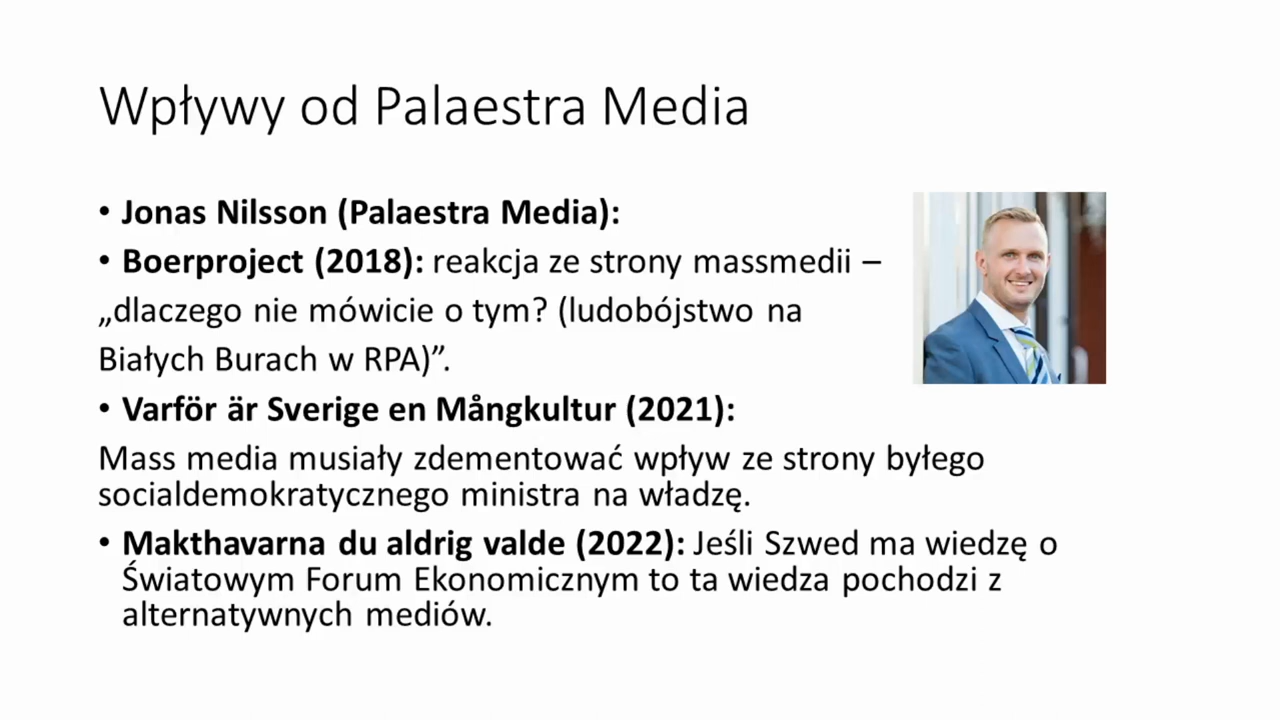 Wpływy od Palaestra Media
• Jonas Nilsson (Palaestra Media):
• Boerproject (2018): reakcja ze strony massmedii –
„dlaczego nie mówicie o tym? (ludobójstwo na
Białych Burach w RPA)”.
• Varför är Sverige en Mångkultur (2021):
Mass media musiały zdementować wpływ ze strony byłego
socialdemokratycznego ministra na władzę.
• Makthavarna du aldrig valde (2022): Jeśli Szwed ma wiedzę o
Światowym Forum Ekonomicznym to ta wiedza pochodzi z
alternatywnych mediów.